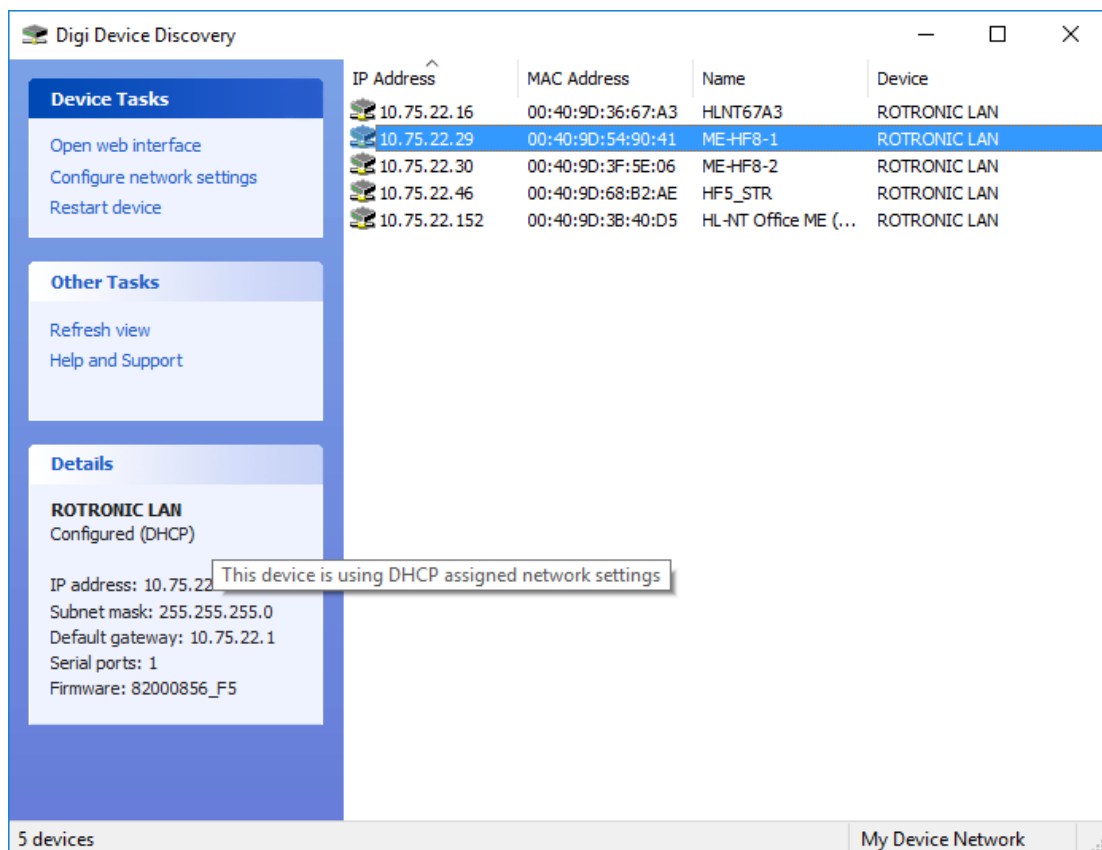 Digi Device Discovery
Device Tasks
Open web interface
Configure network settings
Restart device
Other Tasks
Refresh view
Help and Support
Details
ROTRONIC LAN
Configured (DHCP)
IP address: 10.75.22
This device is using DHCP assigned network settings
Subnet mask: 255.255.255.0
Default gateway: 10.75.22.1
Serial ports: 1
Firmware: 82000856_F5
IP Address MAC Address Name Device
10.75.22.16 00:40:9D:36:67:A3 HLNT67A3 ROTRONIC LAN
10.75.22.29 00:40:9D:54:90:41 ME-HF8-1 ROTRONIC LAN
10.75.22.30 00:40:9D:3F:5E:06 ME-HF8-2 ROTRONIC LAN
10.75.22.46 00:40:9D:68:B2:AE HF5_STR ROTRONIC LAN
10.75.22.152 00:40:9D:3B:40:D5 HL-NT Office ME (... ROTRONIC LAN
5 devices My Device Network